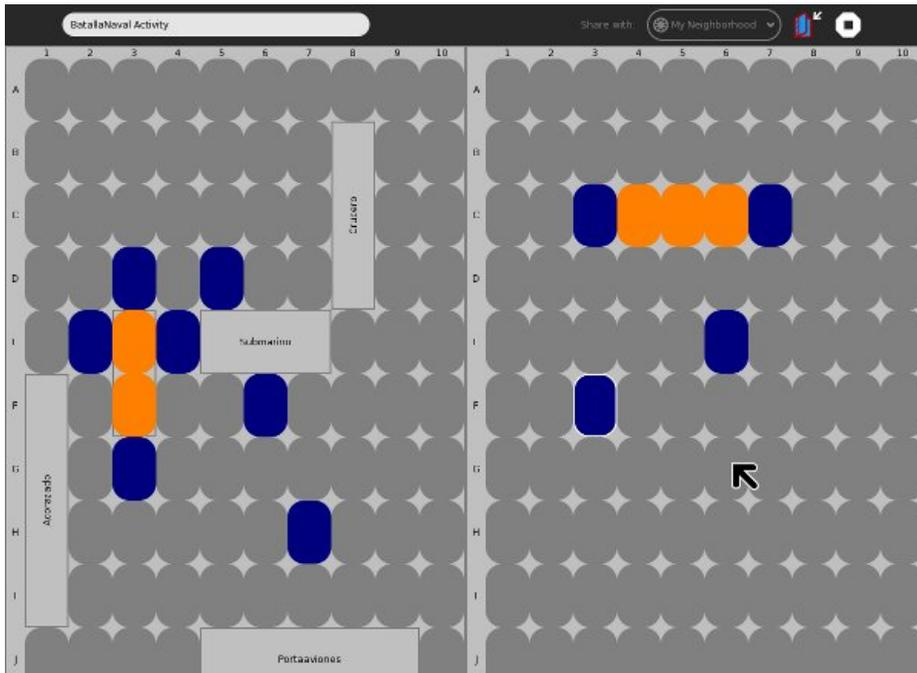 BatallaNaval Activity
Share with: My Neighborhood
1 2 3 4 5 6 7 8 9 10
1 2 3 4 5 6 7 8 9 10
A
A
B
B
Crucero
C
C
D
D
Submarino
F
F
G
G
Acorazado
H
H
I
I
J
Portaaviones
J